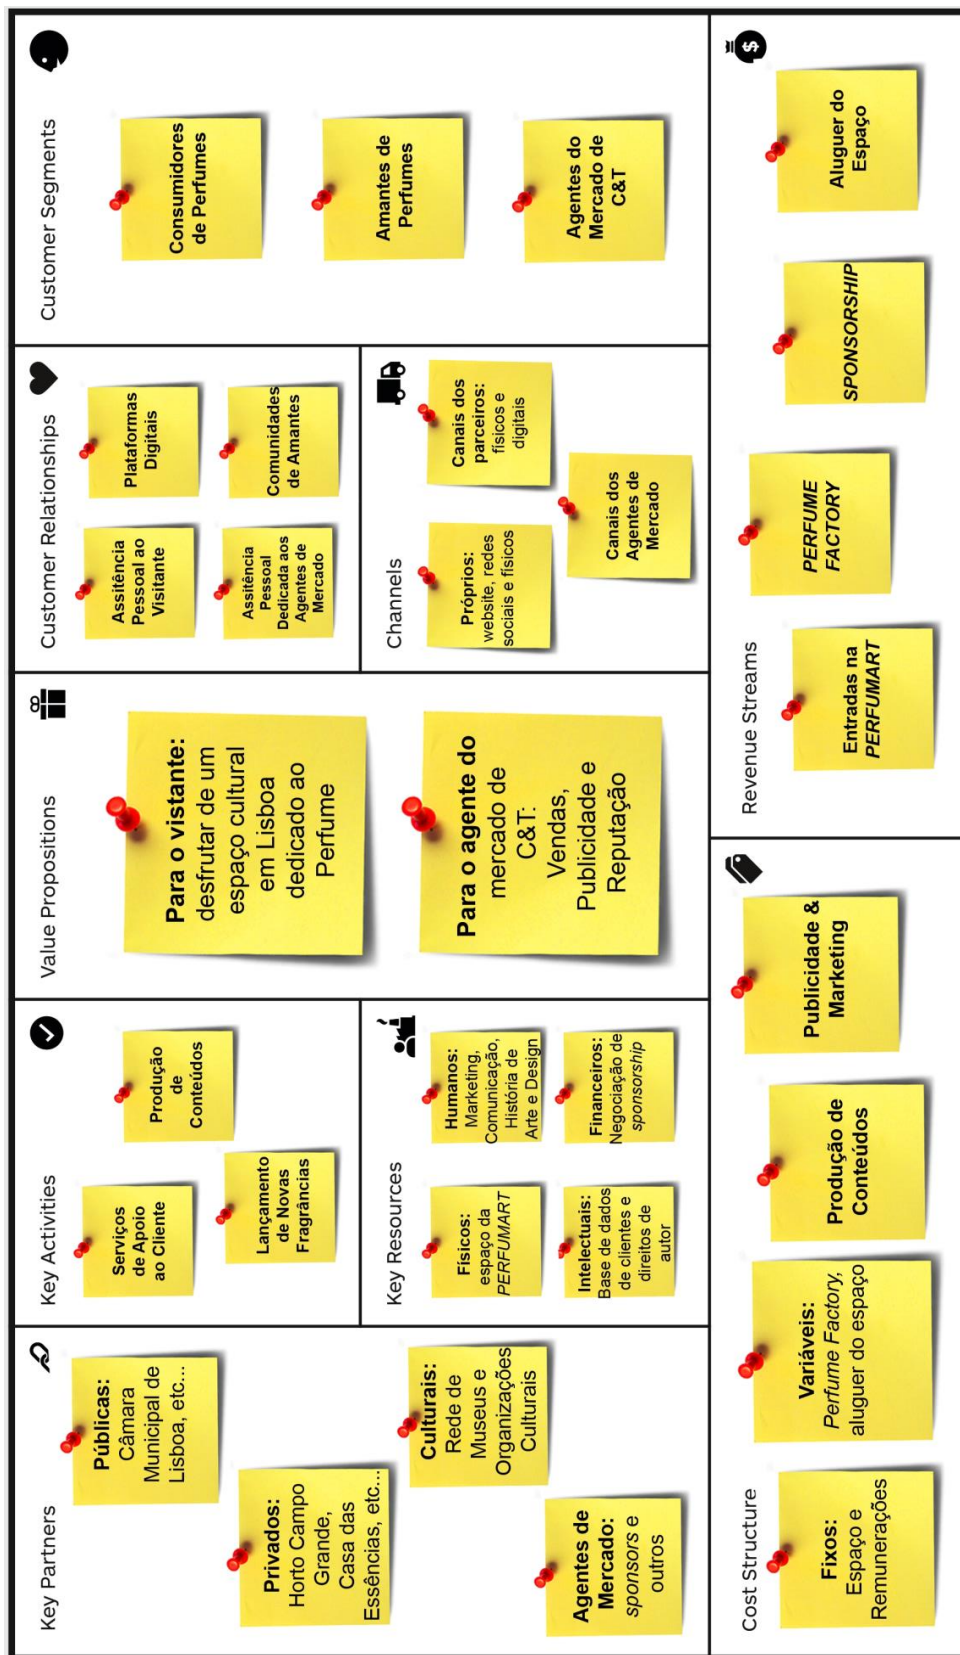 Key Partners
Públicas:
Câmara
Municipal de
Lisboa, etc...
Privados:
Horto Campo
Grande,
Casa das
Essências, etc...
Culturais:
Rede de
Museus e
Organizações
Culturais
Agentes de
Mercado:
sponsors e
outros
Key Activities
Serviços
de Apoio
ao Cliente
Produção
de
Conteúdos
Lançamento
de Novas
Fragrâncias
Key Resources
Físicos:
espaço da
PERFUMART
Humanos:
Marketing,
Comunicação,
História de
Arte e Design
Intelectuais:
Base de dados
de clientes e
direitos de
autor
Financeiros:
Negociação de
sponsorship
Value Propositions
Para o vistante:
desfrutar de um
espaço cultural
em Lisboa
dedicado ao
Perfume
Para o agente do
mercado de
C&T:
Vendas,
Publicidade e
Reputação
Customer Relationships
Assitência
Pessoal ao
Visitante
Plataformas
Digitais
Assitência
Pessoal
Dedicada aos
Agentes de
Mercado
Comunidades
de Amantes
Channels
Próprios:
website, redes
sociais e físicos
Canais dos
parceiros:
físicos e
digitais
Canais dos
Agentes de
Mercado
Customer Segments
Consumidores
de Perfumes
Amantes de
Perfumes
Agentes do
Mercado de
C&T
Cost Structure
Fixos:
Espaço e
Remunerações
Variáveis:
Perfume Factory,
aluguer do espaço
Produção de
Conteúdos
Publicidade &
Marketing
Revenue Streams
Entradas na
PERFUMART
PERFUME
FACTORY
SPONSORSHIP
Aluguer do
Espaço
$